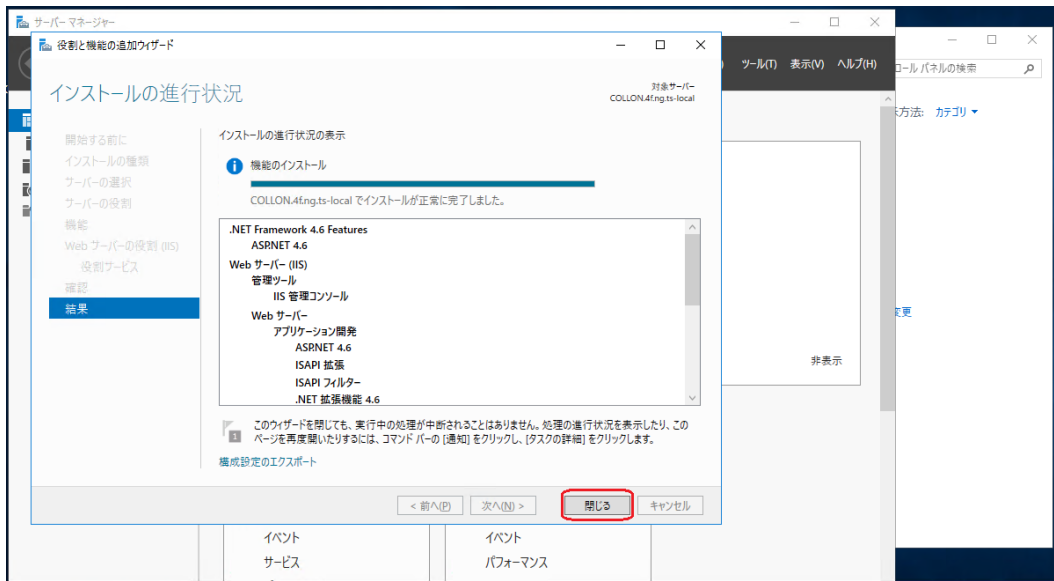 サーバー マネージャー
役割と機能の追加ウィザード
ツール(T) 表示(V) ヘルプ(H)
ロール パネルの検索
インストールの進行状況
対象サーバー
COLLON.4f.ng.ts-local
方法: カテゴリ
開始する前に
インストールの種類
サーバーの選択
サーバーの役割
機能
Web サーバーの役割 (IIS)
役割サービス
確認
結果
インストールの進行状況の表示
機能のインストール
COLLON.4f.ng.ts-local でインストールが正常に完了しました。
.NET Framework 4.6 Features
ASP.NET 4.6
Web サーバー (IIS)
管理ツール
IIS 管理コンソール
Web サーバー
アプリケーション開発
ASP.NET 4.6
ISAPI 拡張
ISAPI フィルター
.NET 拡張機能 4.6
変更
非表示
1
このウィザードを閉じても、実行中の処理が中断されることはありません。処理の進行状況を表示したり、この
ページを再度開いたりするには、コマンド バーの [通知] をクリックし、[タスクの詳細] をクリックします。
構成設定のエクスポート
< 前へ(P) 次へ(N) > 閉じる キャンセル
イベント
サービス
イベント
パフォーマンス